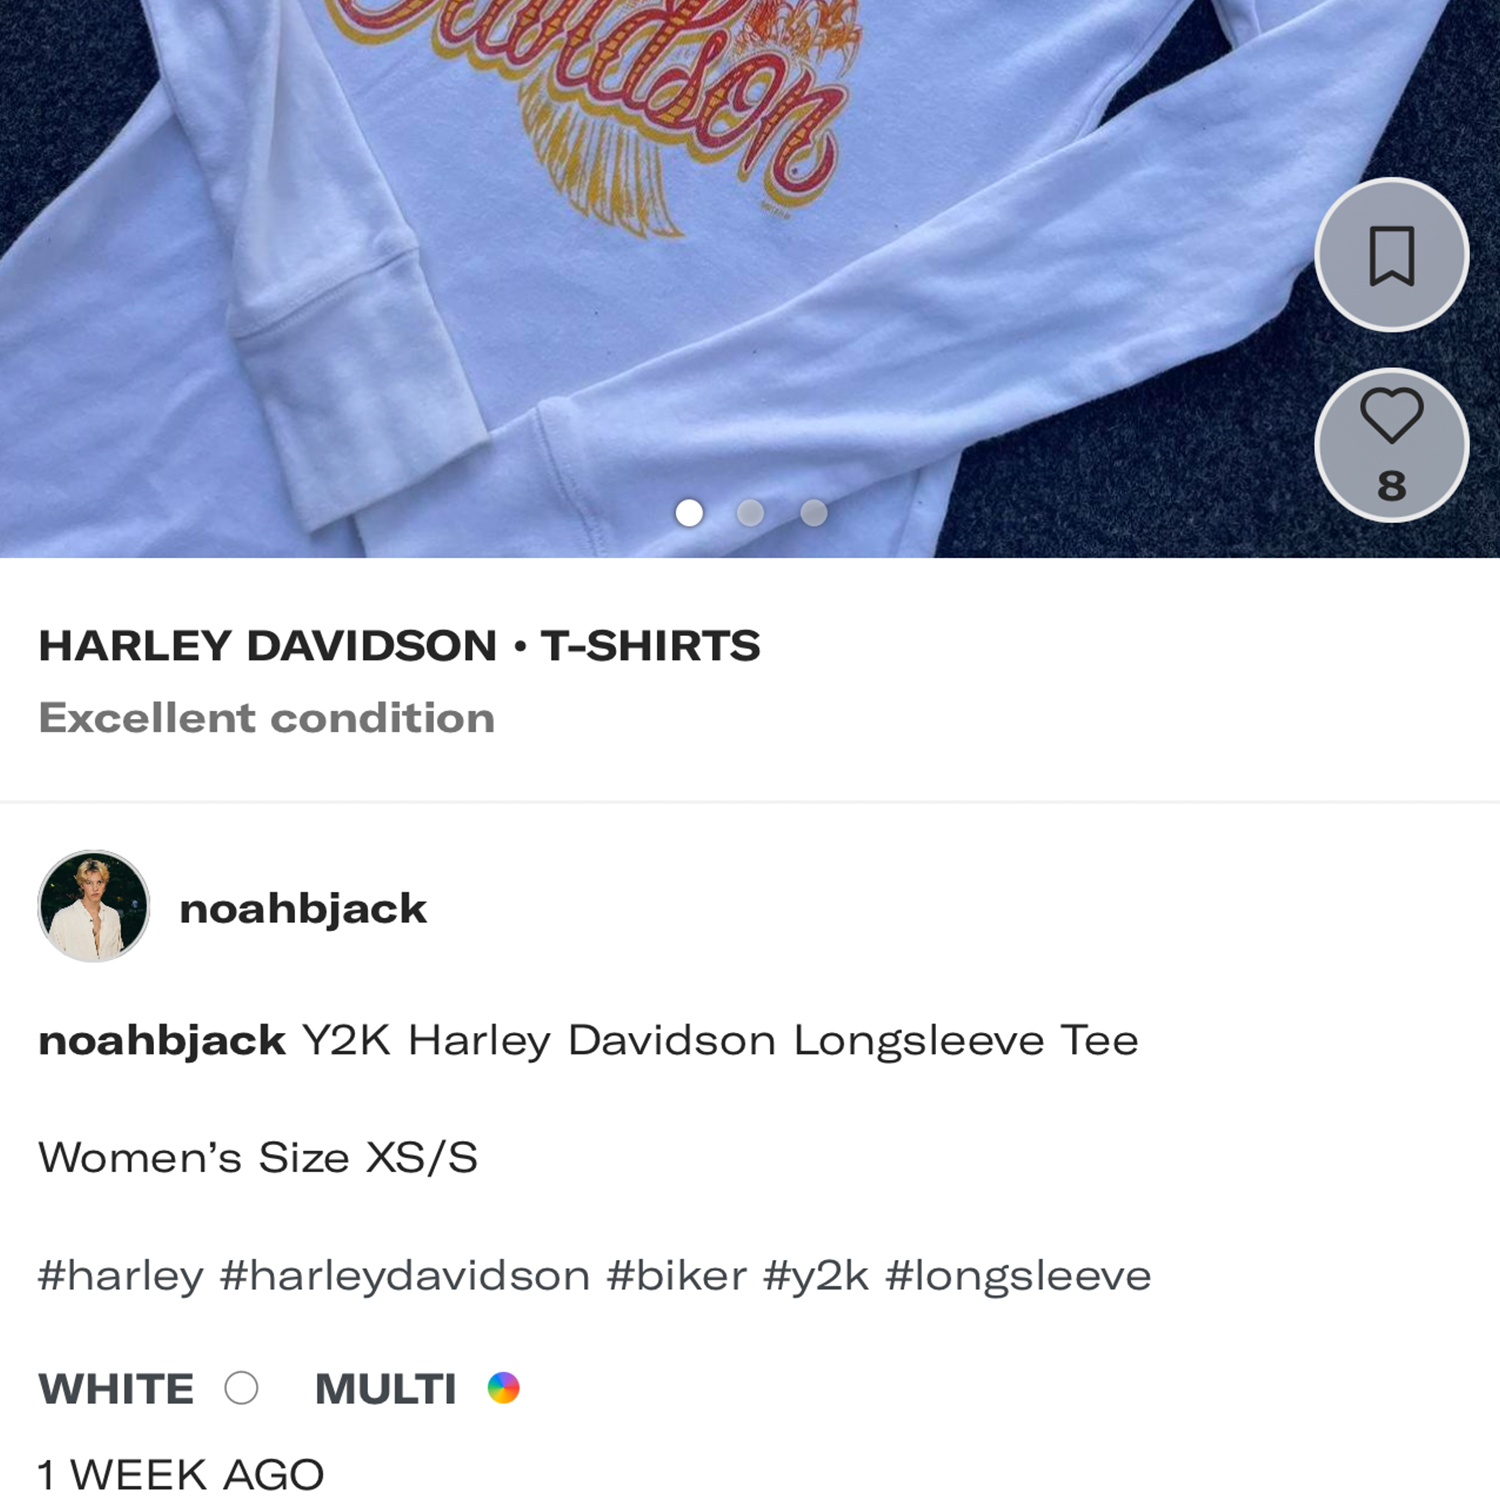 Davidson
8
HARLEY DAVIDSON • T-SHIRTS
Excellent condition
noahbjack
noahbjack Y2K Harley Davidson Longsleeve Tee
Women’s Size XS/S
#harley #harleydavidson #biker #y2k #longsleeve
WHITE MULTI
1 WEEK AGO